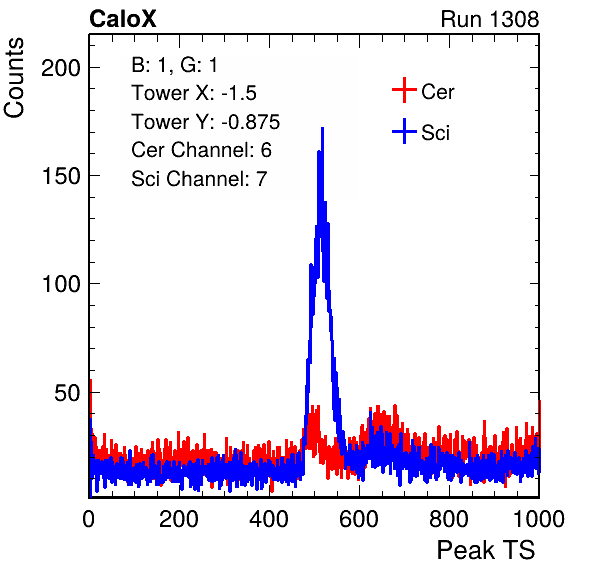 CaloX Run 1308
Counts
200
150
100
50
B: 1, G: 1
Tower X: -1.5
Tower Y: -0.875
Cer Channel: 6
Sci Channel: 7
Cer
Sci
0 200 400 600 800 1000
Peak TS